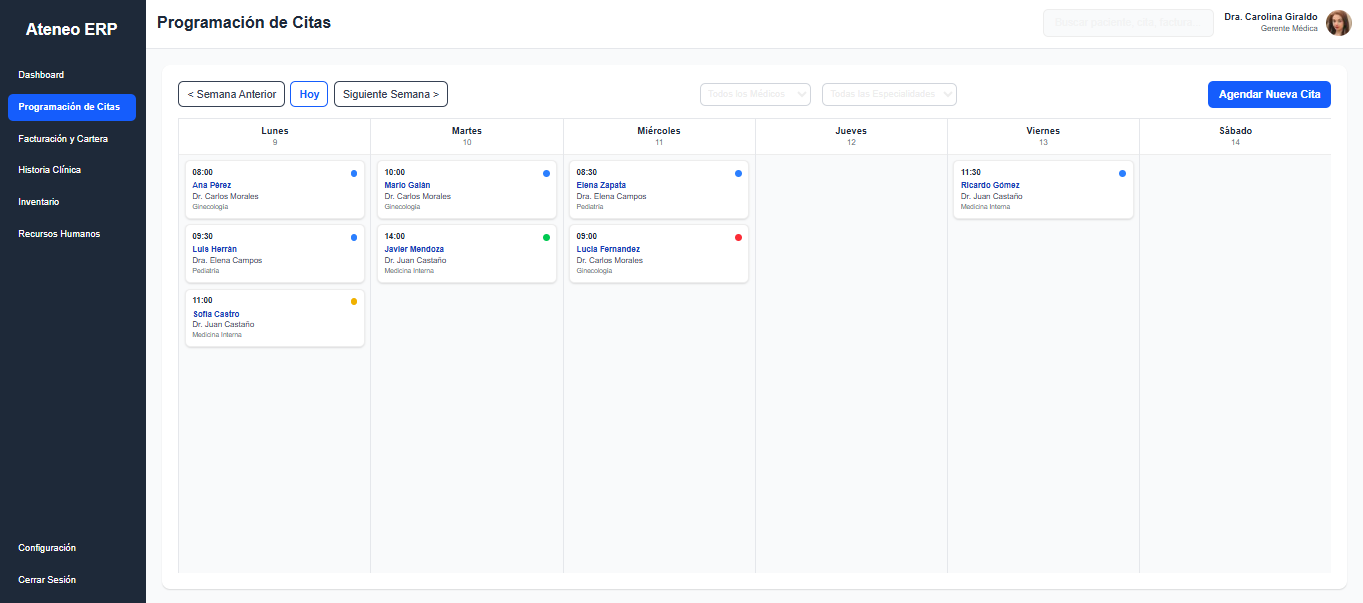 Ateneo ERP
Dashboard
Programación de Citas
Facturación y Cartera
Historia Clínica
Inventario
Recursos Humanos
Configuración
Cerrar Sesión
Programación de Citas
Buscar paciente, cita, factura...
Dra. Carolina Giraldo
Gerente Médica
< Semana Anterior
Hoy
Siguiente Semana >
Todos los Médicos
Todas las Especialidades
Agendar Nueva Cita
Lunes
9
08:00
Ana Pérez
Dr. Carlos Morales
Ginecología
09:30
Luis Herrán
Dra. Elena Campos
Pediatría
11:00
Sofia Castro
Dr. Juan Castaño
Medicina Interna
Martes
10
10:00
Mario Galán
Dr. Carlos Morales
Ginecología
14:00
Javier Mendoza
Dr. Juan Castaño
Medicina Interna
Miércoles
11
08:30
Elena Zapata
Dra. Elena Campos
Pediatría
09:00
Lucia Fernandez
Dr. Carlos Morales
Ginecología
Jueves
12
Viernes
13
11:30
Ricardo Gómez
Dr. Juan Castaño
Medicina Interna
Sábado
14